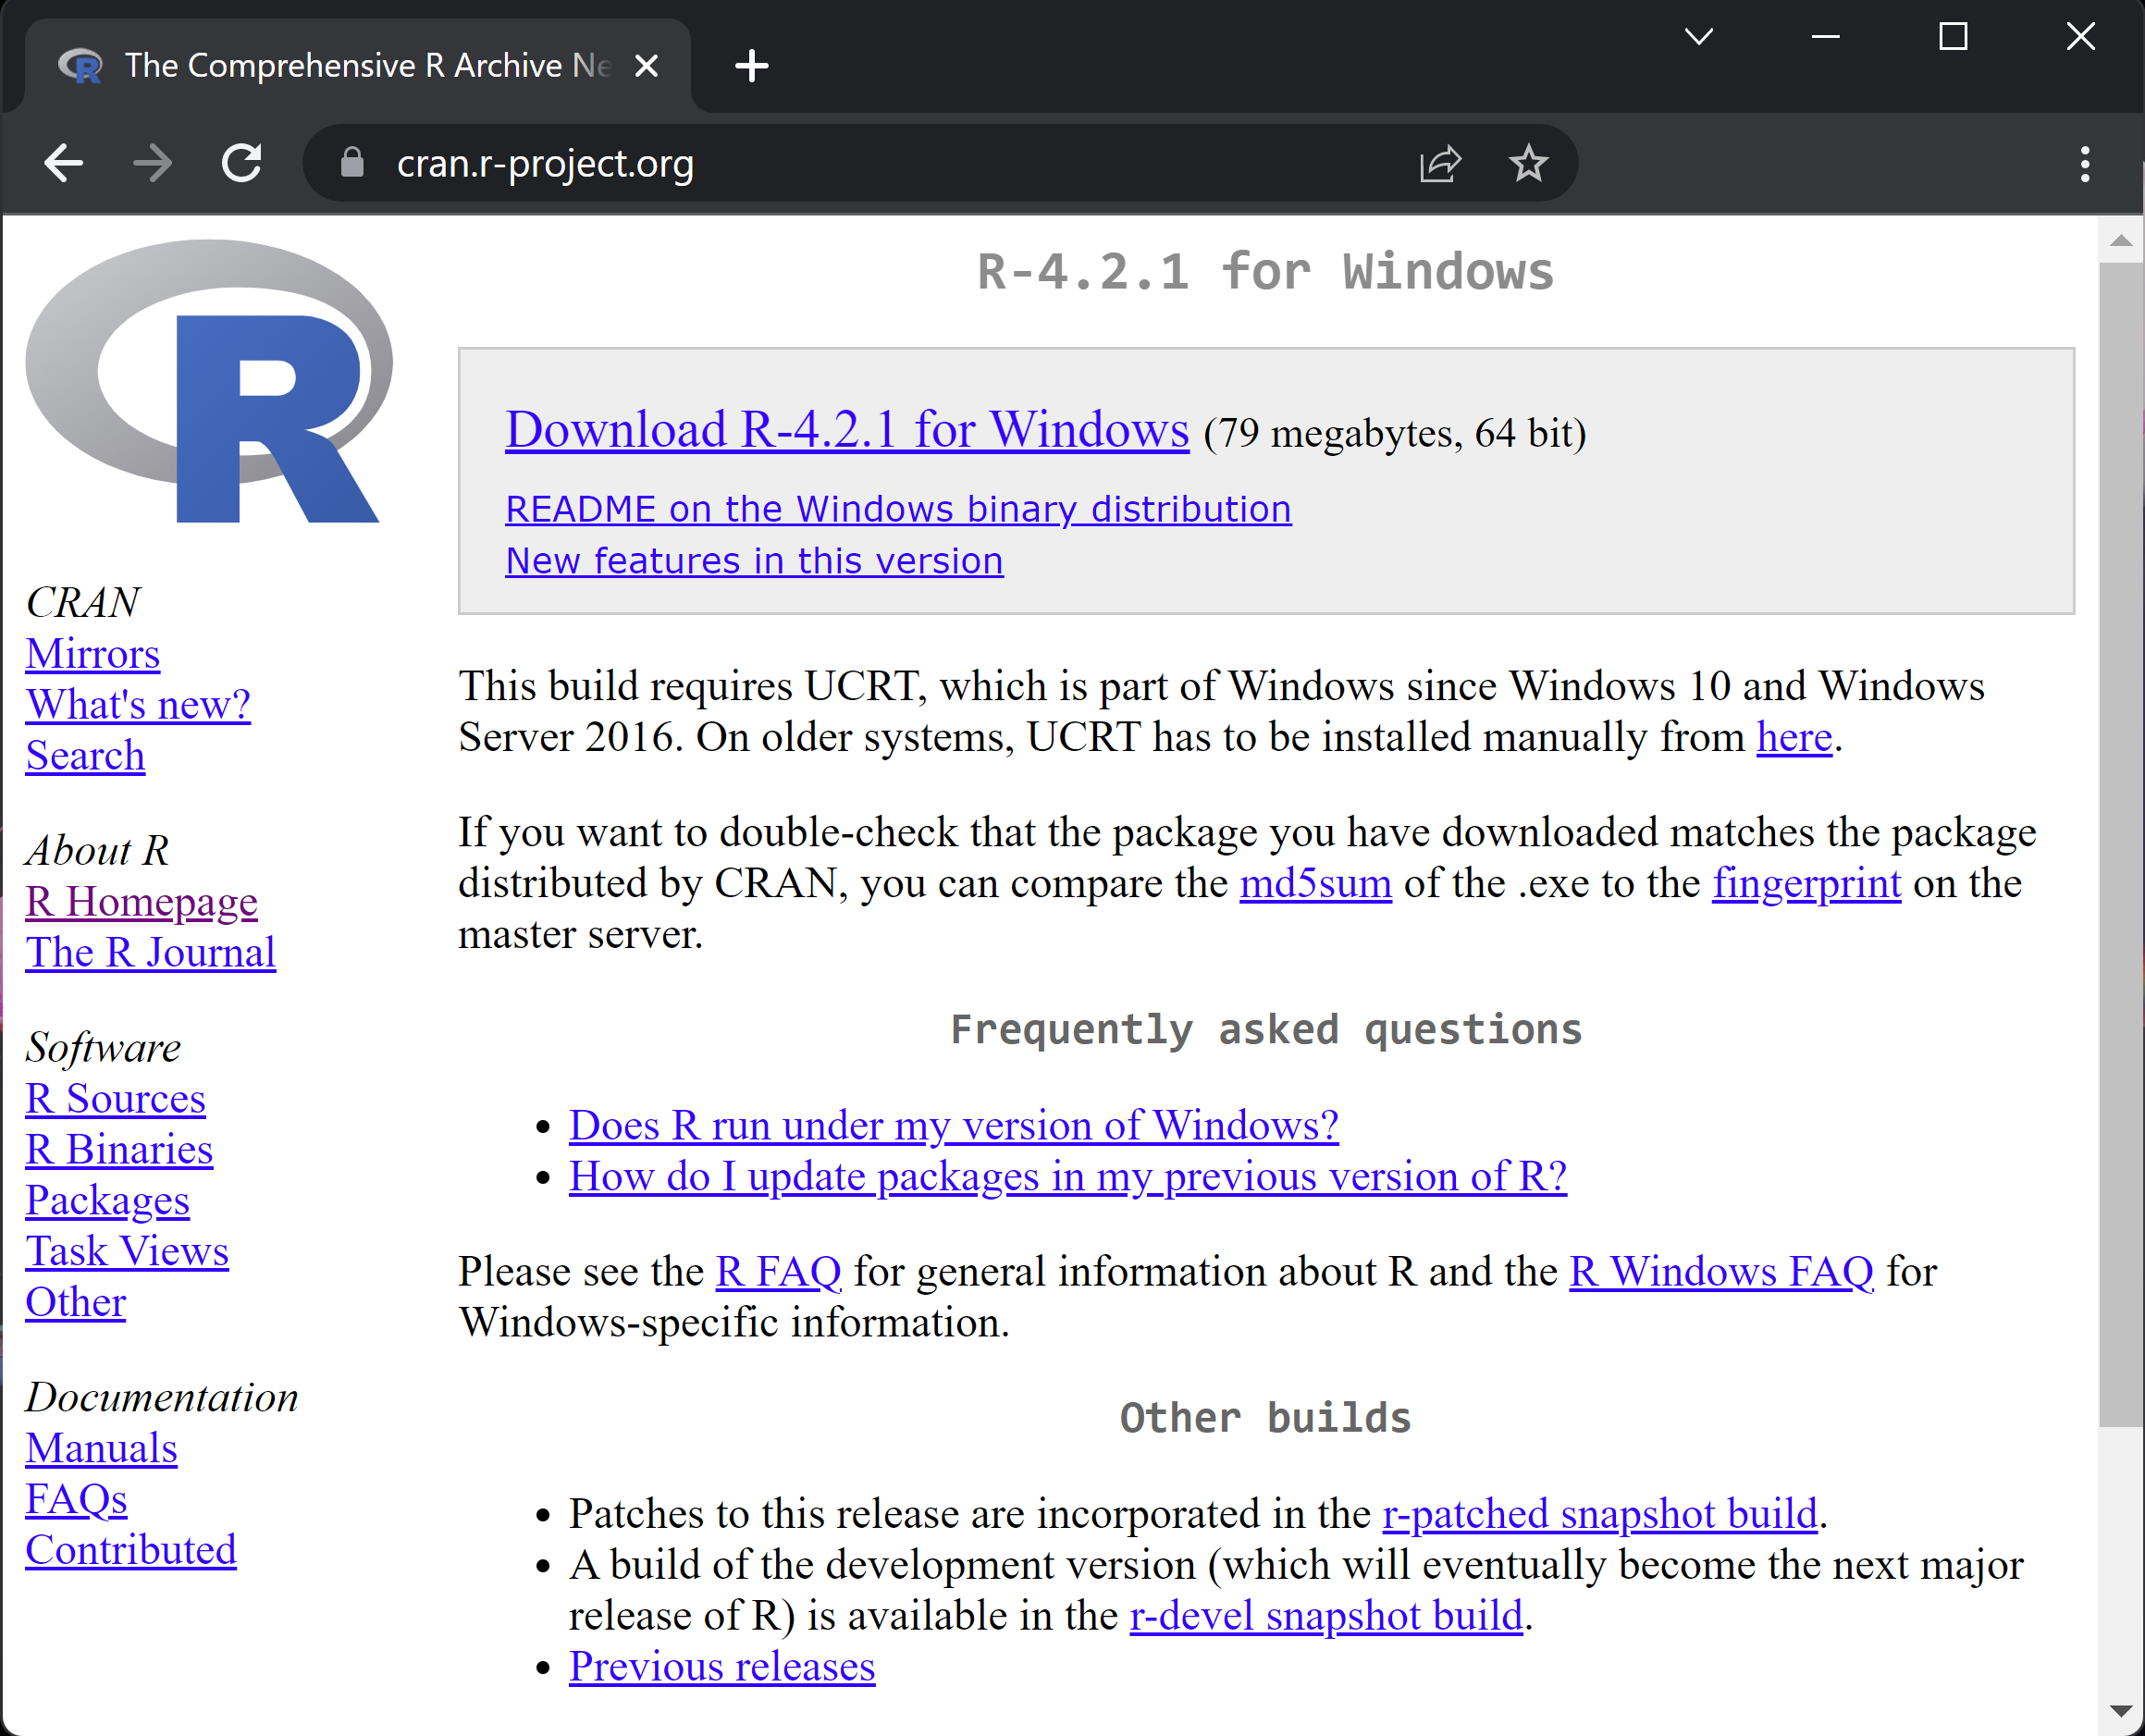 The Comprehensive R Archive Ne
cran.r-project.org
R
CRAN
Mirrors
What's new?
Search
About R
R Homepage
The R Journal
Software
R Sources
R Binaries
Packages
Task Views
Other
Documentation
Manuals
FAQs
Contributed
R-4.2.1 for Windows
Download R-4.2.1 for Windows (79 megabytes, 64 bit)
README on the Windows binary distribution
New features in this version
This build requires UCRT, which is part of Windows since Windows 10 and Windows
Server 2016. On older systems, UCRT has to be installed manually from here.
If you want to double-check that the package you have downloaded matches the package
distributed by CRAN, you can compare the md5sum of the .exe to the fingerprint on the
master server.
Frequently asked questions
• Does R run under my version of Windows?
• How do I update packages in my previous version of R?
Please see the R FAQ for general information about R and the R Windows FAQ for
Windows-specific information.
Other builds
• Patches to this release are incorporated in the r-patched snapshot build.
• A build of the development version (which will eventually become the next major
release of R) is available in the r-devel snapshot build.
• Previous releases